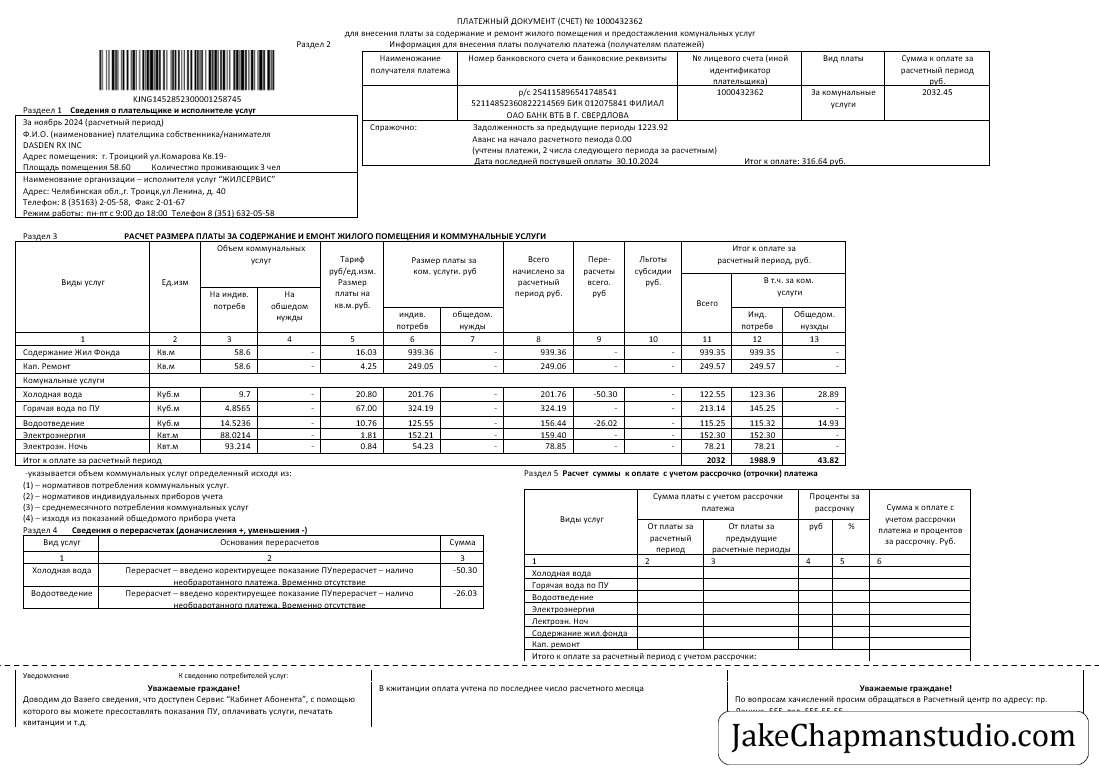 ПЛАТЕЖНЫЙ ДОКУМЕНТ (СЧЕТ) № 1000432362
для внесения платы за содержание и ремонт жилого помещения и предоставления комунальных услуг
Раздел 2 Информация для внесения платы получателю платежа (получателям платежей)
KJNG1452852300001258745
Раздеел 1 Сведения о плательщике и исполнителе услуг
За ноябрь 2024 (расчетный период)
Ф.И.О. (наименование) платещика собственника/нанимателя
DASDEN RX INC
Адрес помещения: г. Троицкий ул.Комарова Кв.19-
Площадь помещения 58.60 Количестжо проживающих 3 чел
Наименование организации – исполнителя услуг “ЖИЛСЕРВИС”
Адрес: Челябинская обл.,г. Троицк,ул Ленина, д. 40
Телефон: 8 (35163) 2-05-58, Факс 2-01-67
Режим работы: пн-пт с 9:00 до 18:00 Телефон 8 (351) 632-05-58
Наименожание получателя платежа Номер банковского счета и банковские реквизиты № лицевого счета (иной идентификатор плательщика) Вид платы Сумма к оплате за расчетный период руб.
р/с 254115896541748541 1000432362 За комунальные услуги 2032.45
52114852360822214569 БИК 012075841 ФИЛИАЛ
ОАО БАНК ВТБ В Г. СВЕРДЛОВА
Справочно: Задолженность за предыдущие периоды 1223.92
Аванс на начало расчетного пеиода 0.00
(учтены платежи, 2 числа следующего периода за расчетным)
Дата последней постувшей оплаты 30.10.2024 Итог к оплате: 316.64 руб.
Раздел 3 РАСЧЕТ РАЗМЕРА ПЛАТЫ ЗА СОДЕРЖАНИЕ И ЕМОНТ ЖИЛОГО ПОМЕЩЕНИЯ И КОММУНАЛЬНЫЕ УСЛУГИ
Виды услуг Ед.изм Объем коммунальных услуг Тариф руб/ед.изм. Размер платы на кв.м.руб. Размер платы за ком. услуги. руб Всего начислено за расчетный период руб. Пере-расчеты всего. руб Льготы субсидии руб. Итог к оплате за расчетный период, руб.
На индив. потребв На обшедом нужды индив. потребв общедом. нужды Всего В т.ч. за ком. услуги
Инд. потребв Общедом. нузхды
1 2 3 4 5 6 7 8 9 10 11 12 13
Содержание Жил Фонда Кв.м 58.6 - 16.03 939.36 - 939.36 - - 939.35 939.35 -
Кап. Ремонт Кв.м 58.6 - 4.25 249.05 - 249.06 - - 249.57 249.57 -
Комунальные услуги
Холодная вода Куб.м 9.7 - 20.80 201.76 - 201.76 -50.30 - 122.55 123.36 28.89
Горячая вода по ПУ Куб.м 4.8565 - 67.00 324.19 - 324.19 - - 213.14 145.25 -
Водоотведение Куб.м 14.5236 - 10.76 125.55 - 156.44 -26.02 - 115.25 115.32 14.93
Электроэнергия Квт.м 88.0214 - 1.81 152.21 - 159.40 - - 152.30 152.30 -
Электроэн. Ночь Квт.м 93.214 - 0.84 54.23 - 78.85 - - 78.21 78.21 -
Итог к оплате за расчетный период 2032 1988.9 43.82
-указывается объем коммунальных услуг определенный исходя из:
(1) – нормативов потребления коммунальных услуг.
(2) – нормативов индивидуальных приборов учета
(3) – среднемесячного потребления коммунальных услуг
(4) – изходя из показаний общедомого прибора учета
Раздел 4 Сведения о перерасчетах (доначисления +, уменьшения -)
Вид услуг Основания перерасчетов Сумма
1 2 3
Холодная вода Перерасчет – введено коректирующее показание ПУперерасчет – наличо -50.30
необраротанного платежа. Временно отсутствие
Водоотведение Перерасчет – введено коректирующее показание ПУперерасчет – наличо -26.03
необраротанного платежа. Временно отсутствие
Раздел 5 Расчет суммы к оплате с учетом рассрочко (отрочки) платежа
Виды услуг Сумма платы с учетом рассрочки платежа Проценты за рассрочку Сумма к оплате с учетом рассрочки платежа и процентов за рассрочку. Руб.
От платы за расчетный период От платы за предыдущие расчетные периоды руб %
1 2 3 4 5 6
Холодная вода
Горячая вода по ПУ
Водоотведение
Электроэнергия
Лектроэн. Ноч
Содержание жил.фонда
Кап. ремонт
Итого к оплате за расчетный период с учетом рассрочки:
Уведомление К сведению потребителей услуг:
Уважаемые граждане!
Доводим до Вазего сведения, что доступен Сервис “Кабинет Абонента”, с помощью
которого вы можете пресоставлять показания ПУ, оплачивать услуги, печатать
квитанции и т.д.
В кжитанции оплата учтена по последнее число расчетного месяца
Уважаемые граждане!
По вопросам хачислений просим обращаться в Расчетный центр по адресу: пр.
JakeChapmanstudio.com